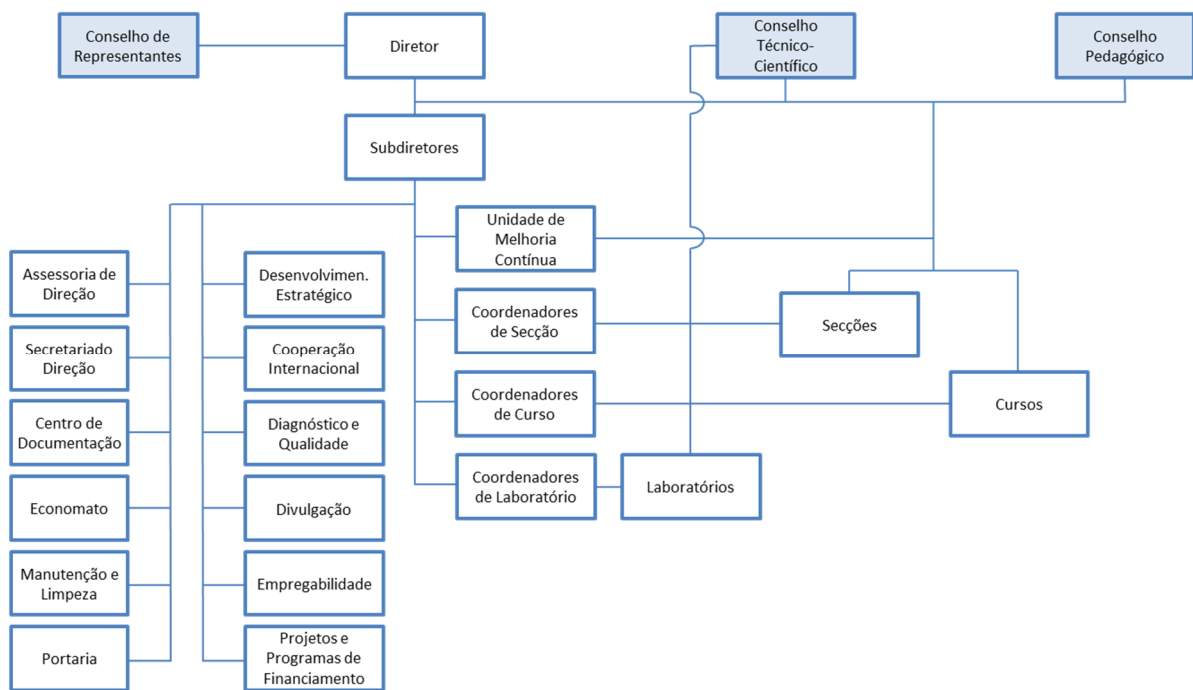 Conselho de
Representantes
Diretor
Conselho
Técnico-
Científico
Conselho
Pedagógico
Subdiretores
Unidade de
Melhoria
Contínua
Assessoria de
Direção
Desenvolvimen.
Estratégico
Coordenadores
de Secção
Secções
Secretariado
Direção
Cooperação
Internacional
Coordenadores
de Curso
Cursos
Centro de
Documentação
Diagnóstico e
Qualidade
Coordenadores
de Laboratório
Laboratórios
Economato
Divulgação
Manutenção e
Limpeza
Empregabilidade
Portaria
Projetos e
Programas de
Financiamento